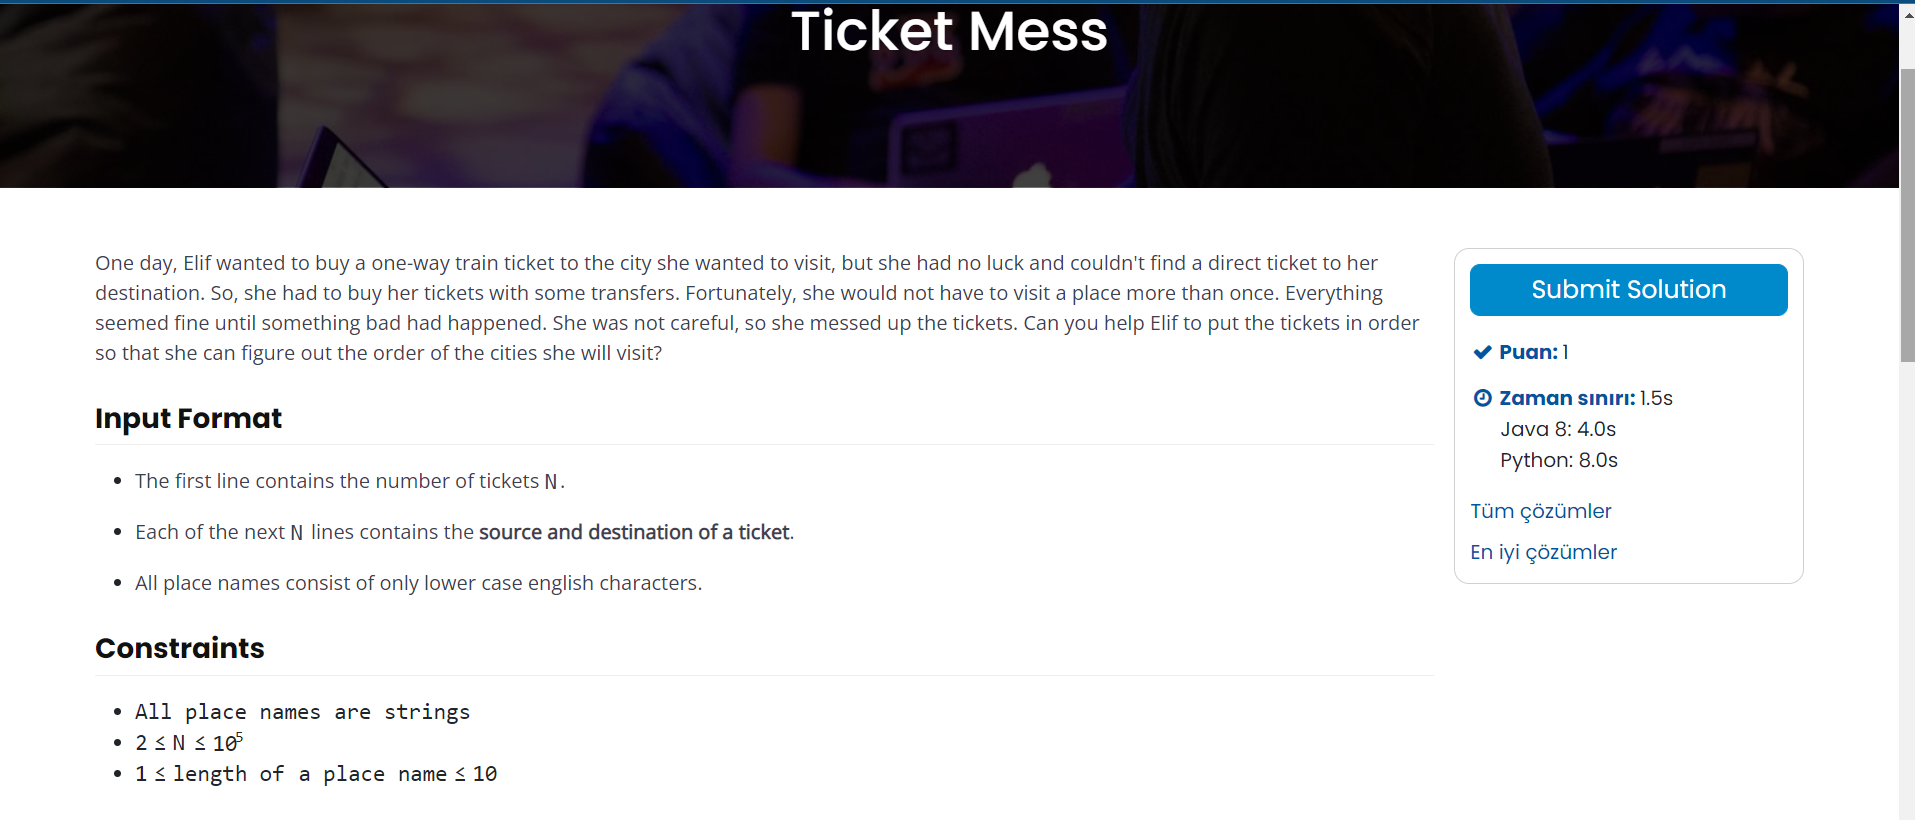 Ticket Mess
One day, Elif wanted to buy a one-way train ticket to the city she wanted to visit, but she had no luck and couldn't find a direct ticket to her
destination. So, she had to buy her tickets with some transfers. Fortunately, she would not have to visit a place more than once. Everything
seemed fine until something bad had happened. She was not careful, so she messed up the tickets. Can you help Elif to put the tickets in order
so that she can figure out the order of the cities she will visit?
Input Format
• The first line contains the number of tickets N.
• Each of the next N lines contains the source and destination of a ticket.
• All place names consist of only lower case english characters.
Constraints
• All place names are strings
• 2 ≤ N ≤ 10⁵
• 1 ≤ length of a place name ≤ 10
Submit Solution
Puan: 1
Zaman sınırı: 1.5s
Java 8: 4.0s
Python: 8.0s
Tüm çözümler
En iyi çözümler